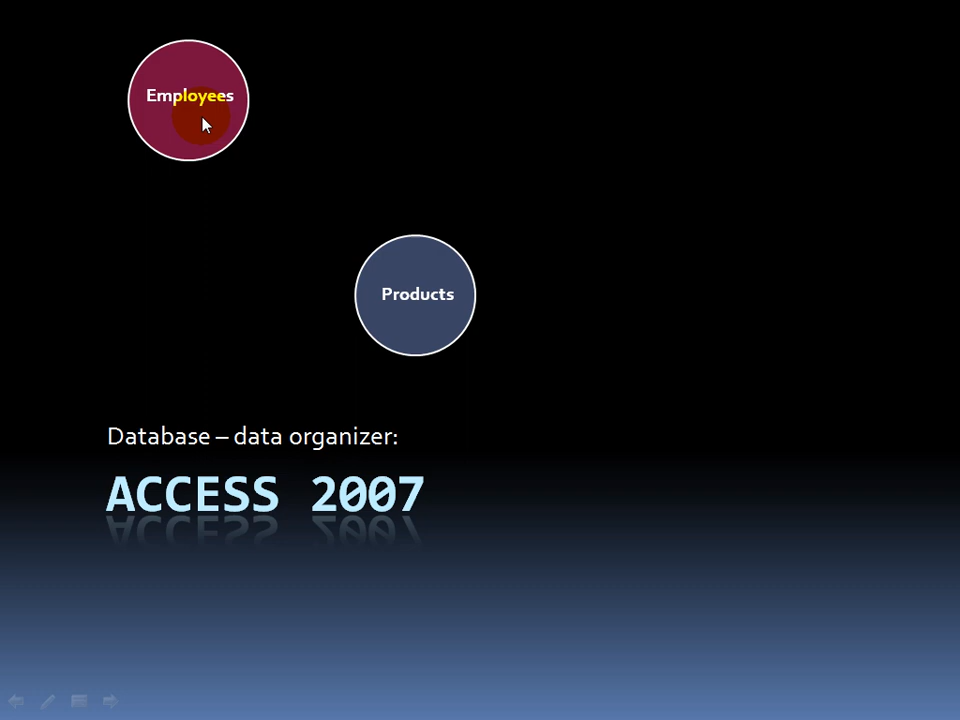 Employees
Products
Database – data organizer:
ACCESS 2007